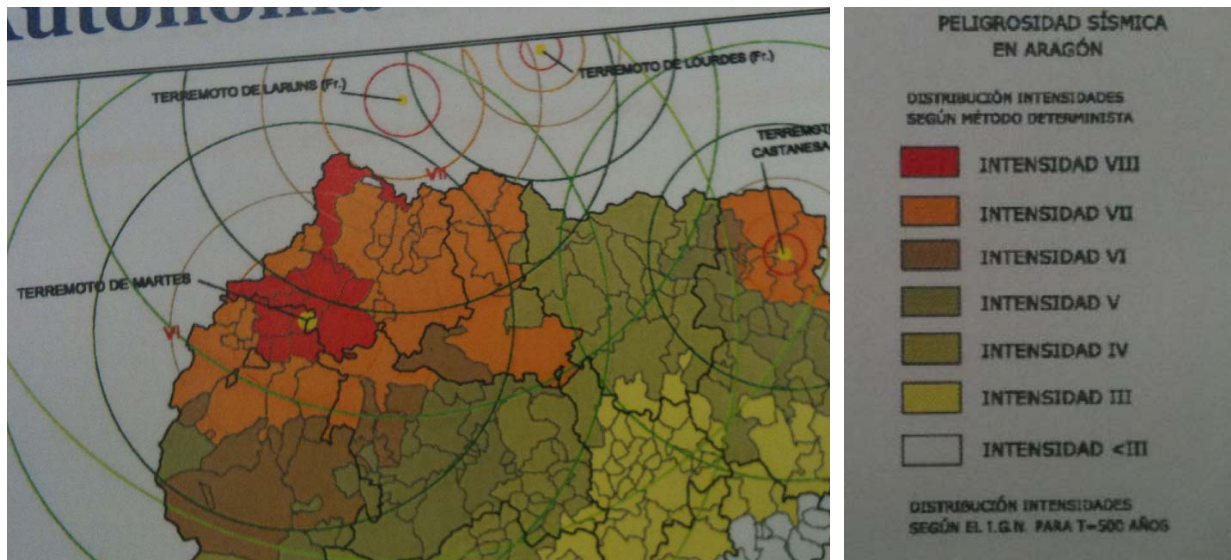 TERREMOTO DE LOURDES (Fr.)
TERREMOTO DE LARUNS (Fr.)
CASTANESA
VII
TERREMOTO DE MARTES
VI
PELIGROSIDAD SÍSMICA
EN ARAGÓN
DISTRIBUCIÓN INTENSIDADES
SEGÚN MÉTODO DETERMINISTA
INTENSIDAD VIII
INTENSIDAD VII
INTENSIDAD VI
INTENSIDAD V
INTENSIDAD IV
INTENSIDAD III
INTENSIDAD <III
DISTRIBUCIÓN INTENSIDADES
SEGÚN EL I.G.N. PARA T=500 AÑOS